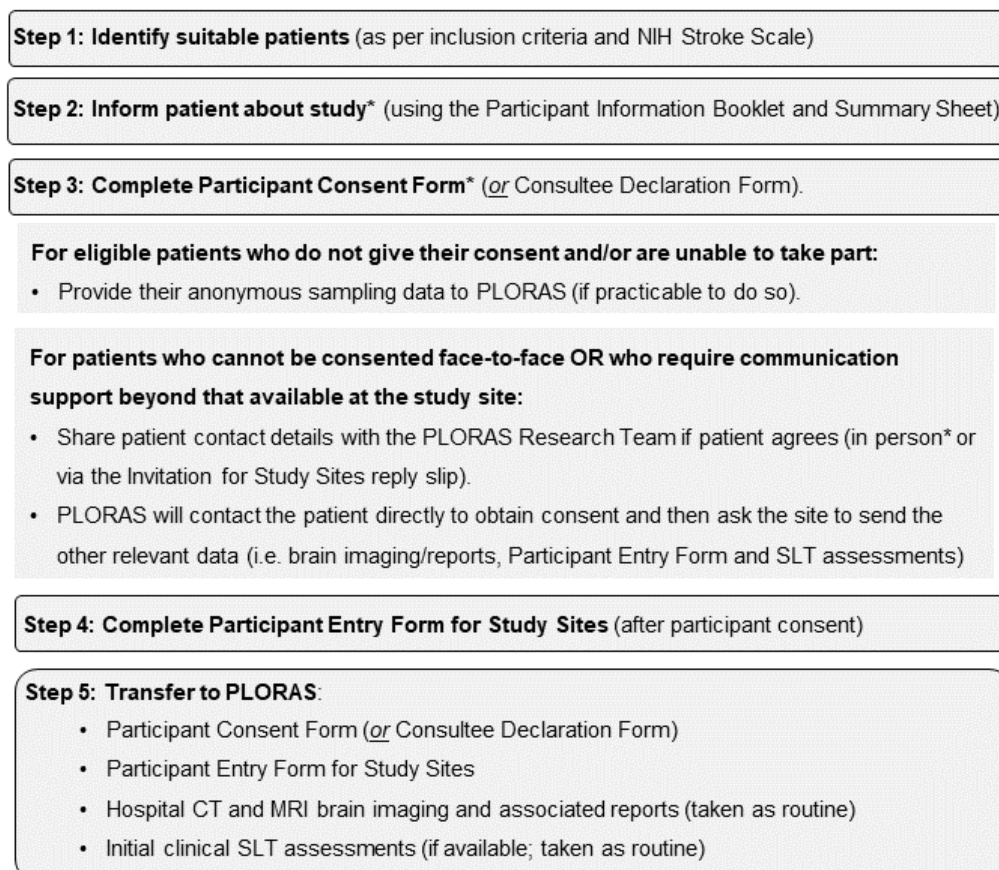 Step 1: Identify suitable patients (as per inclusion criteria and NIH Stroke Scale)
Step 2: Inform patient about study* (using the Participant Information Booklet and Summary Sheet)
Step 3: Complete Participant Consent Form* (or Consultee Declaration Form).
For eligible patients who do not give their consent and/or are unable to take part:
• Provide their anonymous sampling data to PLORAS (if practicable to do so).
For patients who cannot be consented face-to-face OR who require communication
support beyond that available at the study site:
• Share patient contact details with the PLORAS Research Team if patient agrees (in person* or
via the Invitation for Study Sites reply slip).
• PLORAS will contact the patient directly to obtain consent and then ask the site to send the
other relevant data (i.e. brain imaging/reports, Participant Entry Form and SLT assessments)
Step 4: Complete Participant Entry Form for Study Sites (after participant consent)
Step 5: Transfer to PLORAS:
• Participant Consent Form (or Consultee Declaration Form)
• Participant Entry Form for Study Sites
• Hospital CT and MRI brain imaging and associated reports (taken as routine)
• Initial clinical SLT assessments (if available; taken as routine)